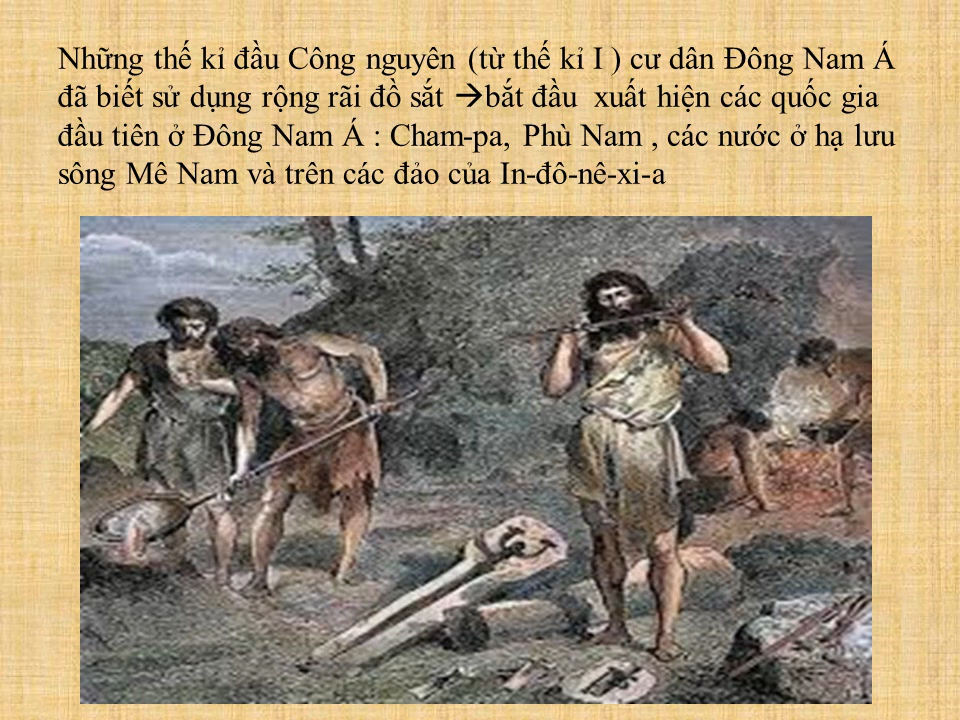 Những thế kỉ đầu Công nguyên (từ thế kỉ I ) cư dân Đông Nam Á
đã biết sử dụng rộng rãi đồ sắt →bắt đầu xuất hiện các quốc gia
đầu tiên ở Đông Nam Á : Cham-pa, Phù Nam , các nước ở hạ lưu
sông Mê Nam và trên các đảo của In-đô-nê-xi-a